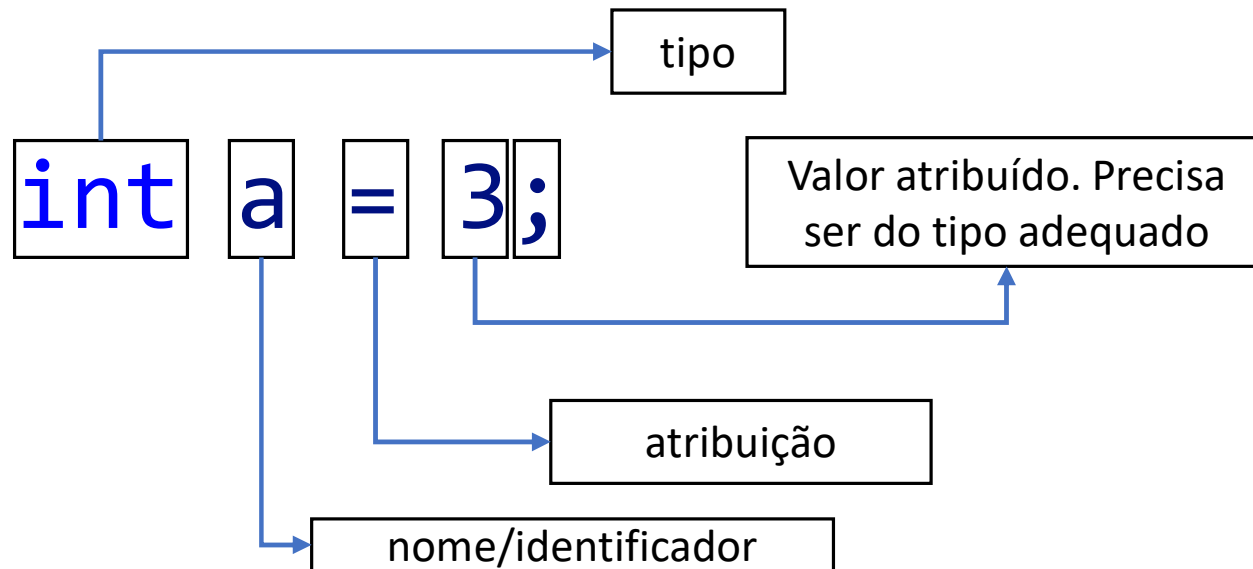 tipo
int a = 3;
Valor atribuído. Precisa
ser do tipo adequado
atribuição
nome/identificador